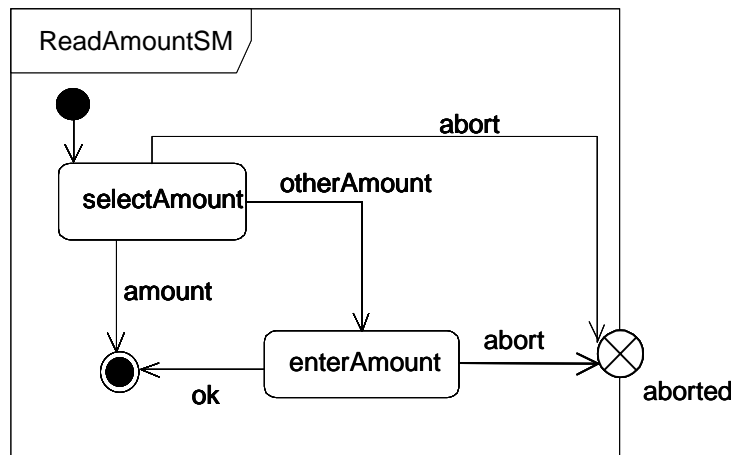 ReadAmountSM
abort
otherAmount
selectAmount
amount
abort
enterAmount
ok
aborted